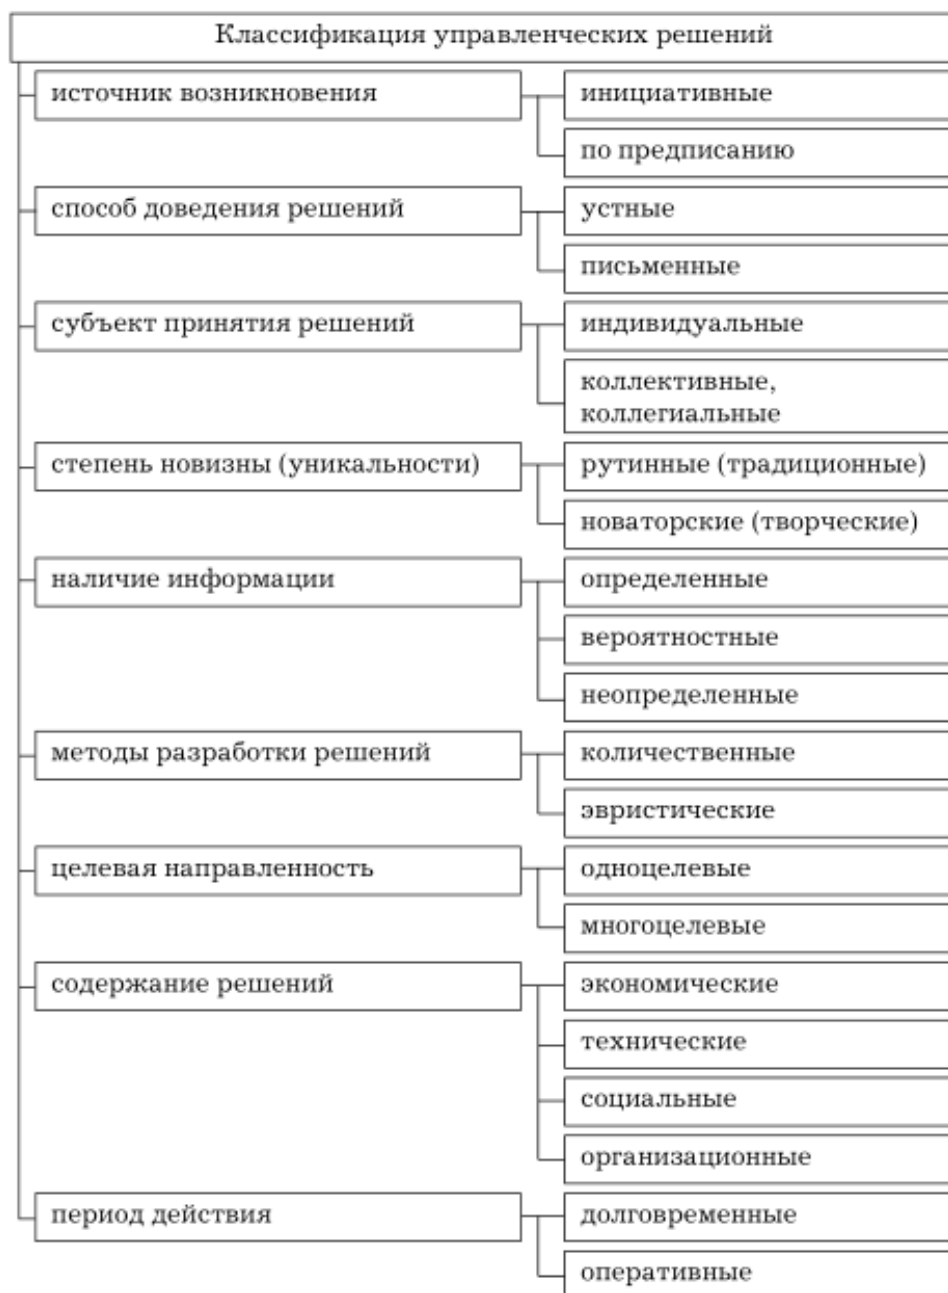 Классификация управленческих решений
источник возникновения
инициативные
по предписанию
способ доведения решений
устные
письменные
субъект принятия решений
индивидуальные
коллективные,
коллегиальные
степень новизны (уникальности)
рутинные (традиционные)
новаторские (творческие)
наличие информации
определенные
вероятностные
неопределенные
методы разработки решений
количественные
эвристические
целевая направленность
одноцелевые
многоцелевые
содержание решений
экономические
технические
социальные
организационные
период действия
долговременные
оперативные